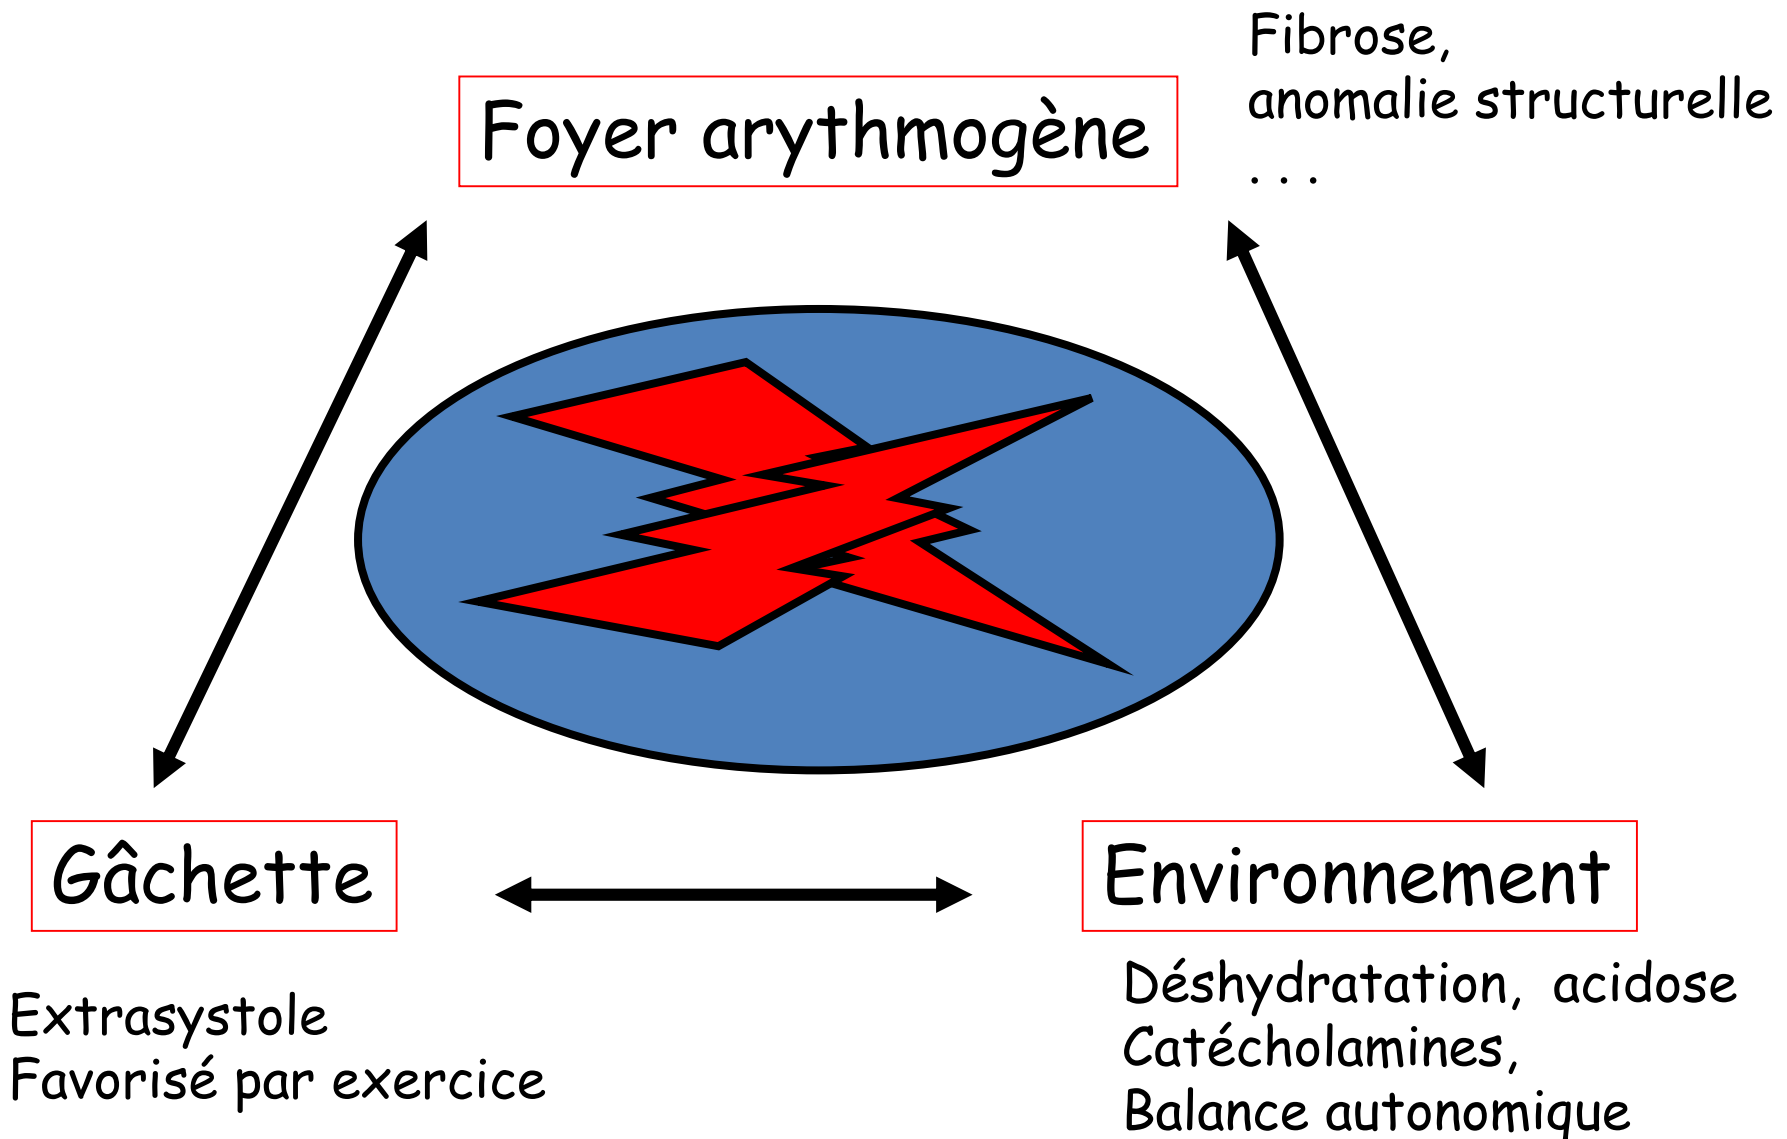 Fibrose,
anomalie structurelle
...
Foyer arythmogène
Gâchette
Environnement
Extrasystole
Favorisé par exercice
Déshydratation, acidose
Catécholamines,
Balance autonomique